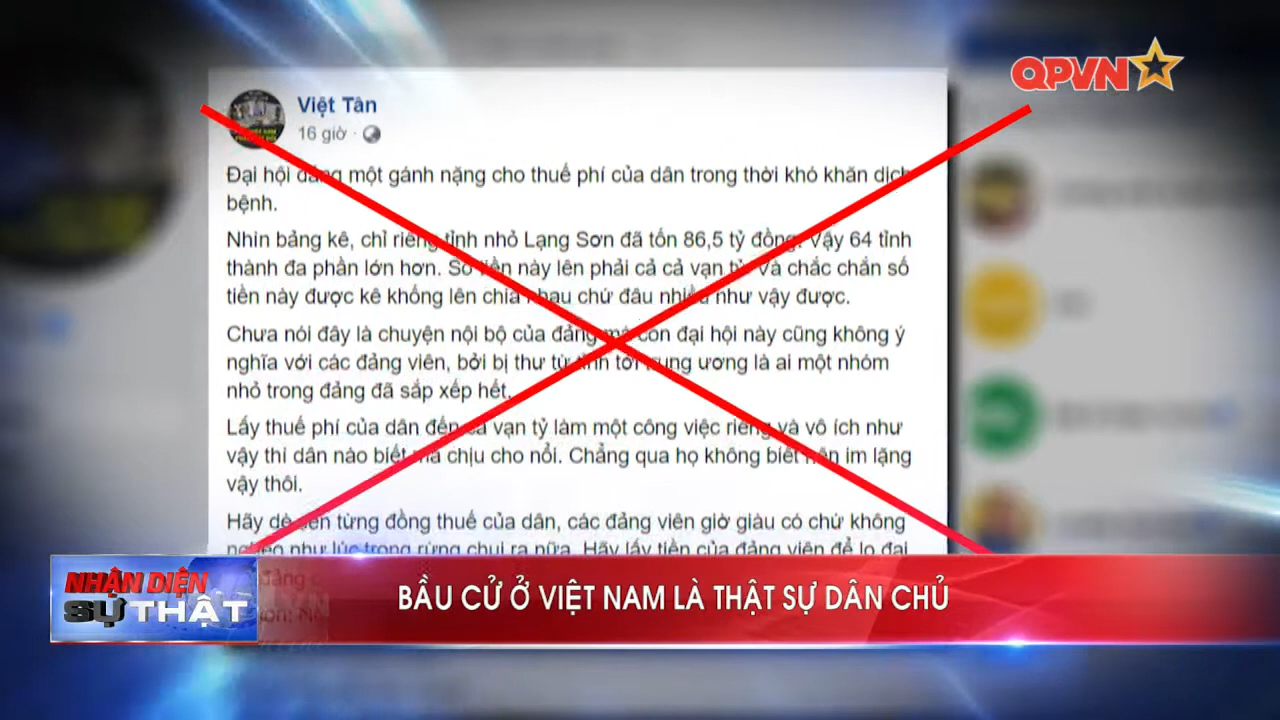 QPVN
Việt Tân
16 giờ ·
Đại hội đảng một gánh nặng cho thuế phí của dân trong thời khó khăn dịch
bệnh.
Nhìn bảng kê, chỉ riêng tỉnh nhỏ Lạng Sơn đã tốn 86,5 tỷ đồng. Vậy 64 tỉnh
thành đa phần lớn hơn. Số tiền này lên phải cả cả vạn tỷ. Và chắc chắn số
tiền này được kê khống lên chia nhau chứ đâu nhiều như vậy được.
Chưa nói đây là chuyện nội bộ của đảng mà còn đại hội này cũng không ý
nghĩa với các đảng viên, bởi bị thư từ tỉnh tới trung ương là ai một nhóm
nhỏ trong đảng đã sắp xếp hết.
Lấy thuế phí của dân đến cả vạn tỷ làm một công việc riêng và vô ích như
vậy thì dân nào biết mà chịu cho nổi. Chẳng qua họ không biết nên im lặng
vậy thôi.
Hãy dè sẻn từng đồng thuế của dân, các đảng viên giờ giàu có chứ không
nghèo như lúc trong rừng chui ra nữa. Hãy lấy tiền của đảng viên để lo đại
NHẬN DIỆN
SỰ THẬT
BẦU CỬ Ở VIỆT NAM LÀ THẬT SỰ DÂN CHỦ